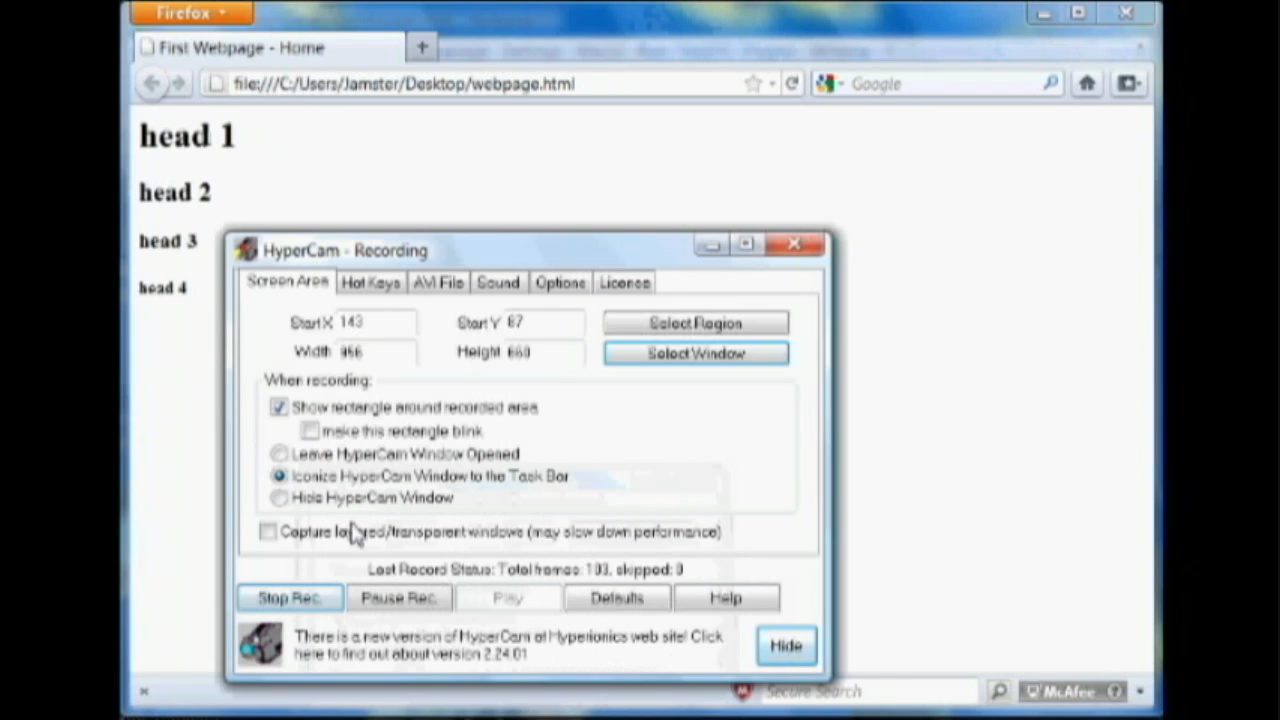 Firefox
First Webpage - Home
file:///C:/Users/Jamster/Desktop/webpage.html
Google
head 1
head 2
head 3
head 4
HyperCam - Recording
Screen Area Hot Keys AVI File Sound Options License
Start X 143 Start Y 87 Select Region
Width 956 Height 660 Select Window
When recording:
Show rectangle around recorded area
make this rectangle blink
Leave HyperCam Window Opened
Iconize HyperCam Window to the Task Bar
Hide HyperCam Window
Capture layered/transparent windows (may slow down performance)
Last Record Status: Total frames: 193, skipped: 0
Stop Rec. Pause Rec. Play Defaults Help
There is a new version of HyperCam at Hyperionics web site! Click
here to find out about version 2.24.01
Hide
Secure Search McAfee